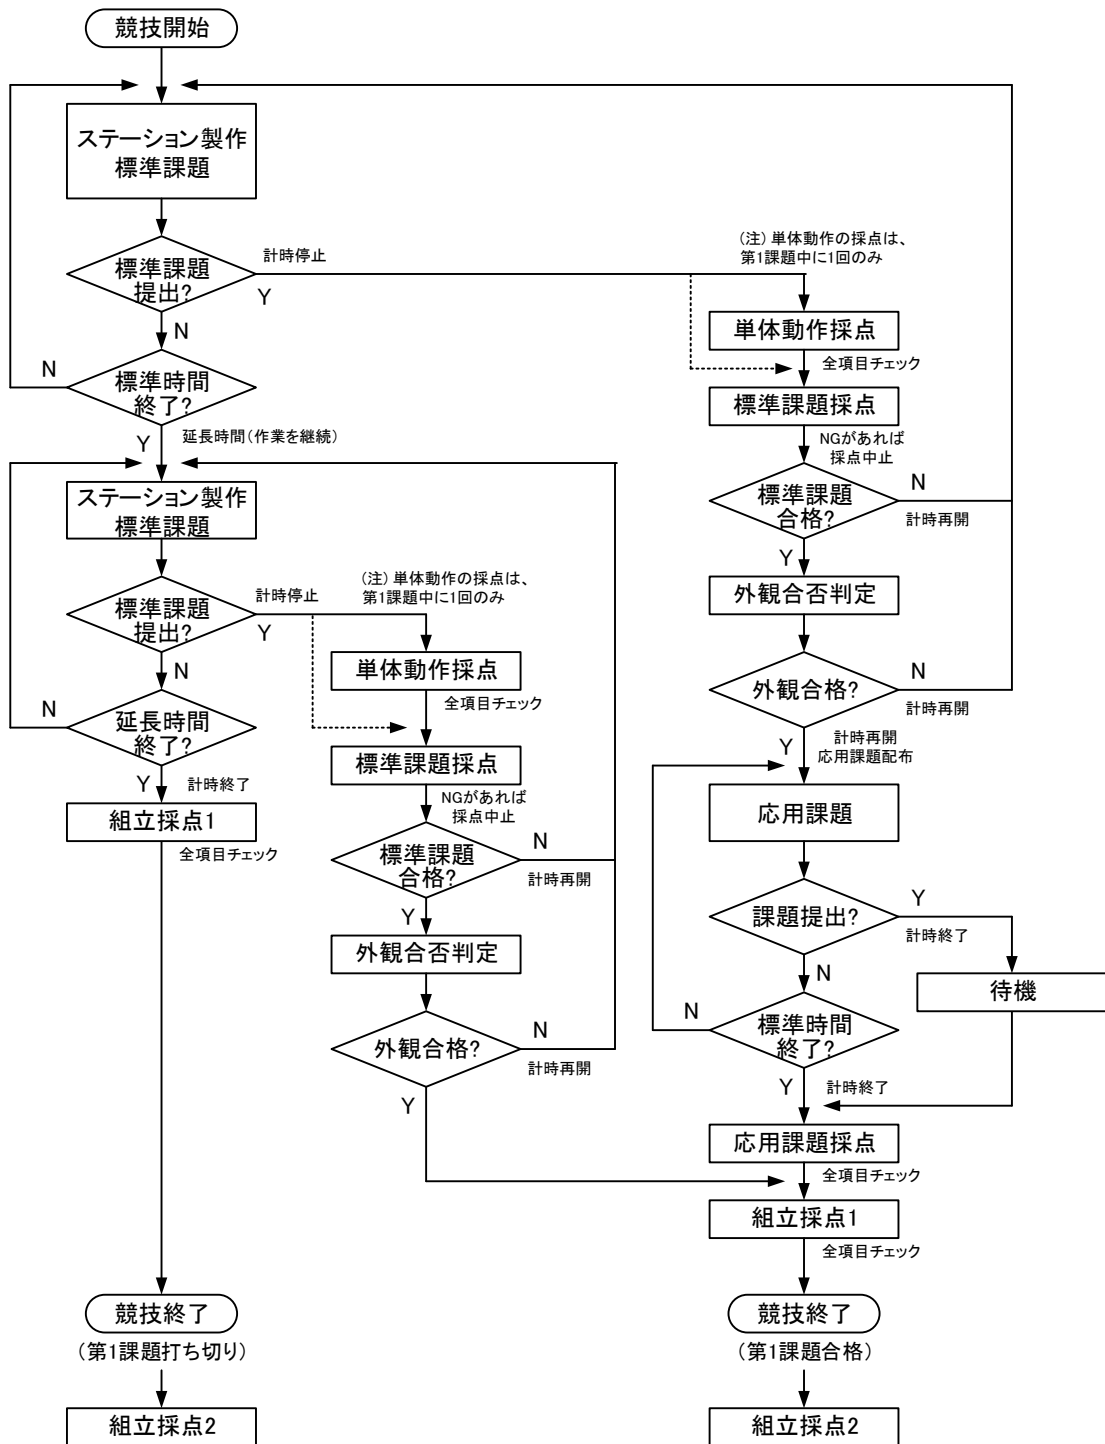 競技開始
ステーション製作
標準課題
標準課題
提出?
計時停止
Y
N
(注) 単体動作の採点は、
第1課題中に1回のみ
単体動作採点
全項目チェック
標準課題採点
NGがあれば
採点中止
標準課題
合格?
N
計時再開
Y
外観合否判定
外観合格?
N
計時再開
Y
計時再開
応用課題配布
応用課題
課題提出?
Y
計時終了
N
待機
標準時間
終了?
N
Y
計時終了
応用課題採点
全項目チェック
組立採点1
全項目チェック
競技終了
(第1課題合格)
組立採点2
標準時間
終了?
N
Y
延長時間(作業を継続)
ステーション製作
標準課題
標準課題
提出?
計時停止
Y
N
(注) 単体動作の採点は、
第1課題中に1回のみ
単体動作採点
全項目チェック
標準課題採点
NGがあれば
採点中止
標準課題
合格?
N
計時再開
Y
外観合否判定
外観合格?
N
計時再開
Y
延長時間
終了?
N
Y
計時終了
組立採点1
全項目チェック
競技終了
(第1課題打ち切り)
組立採点2